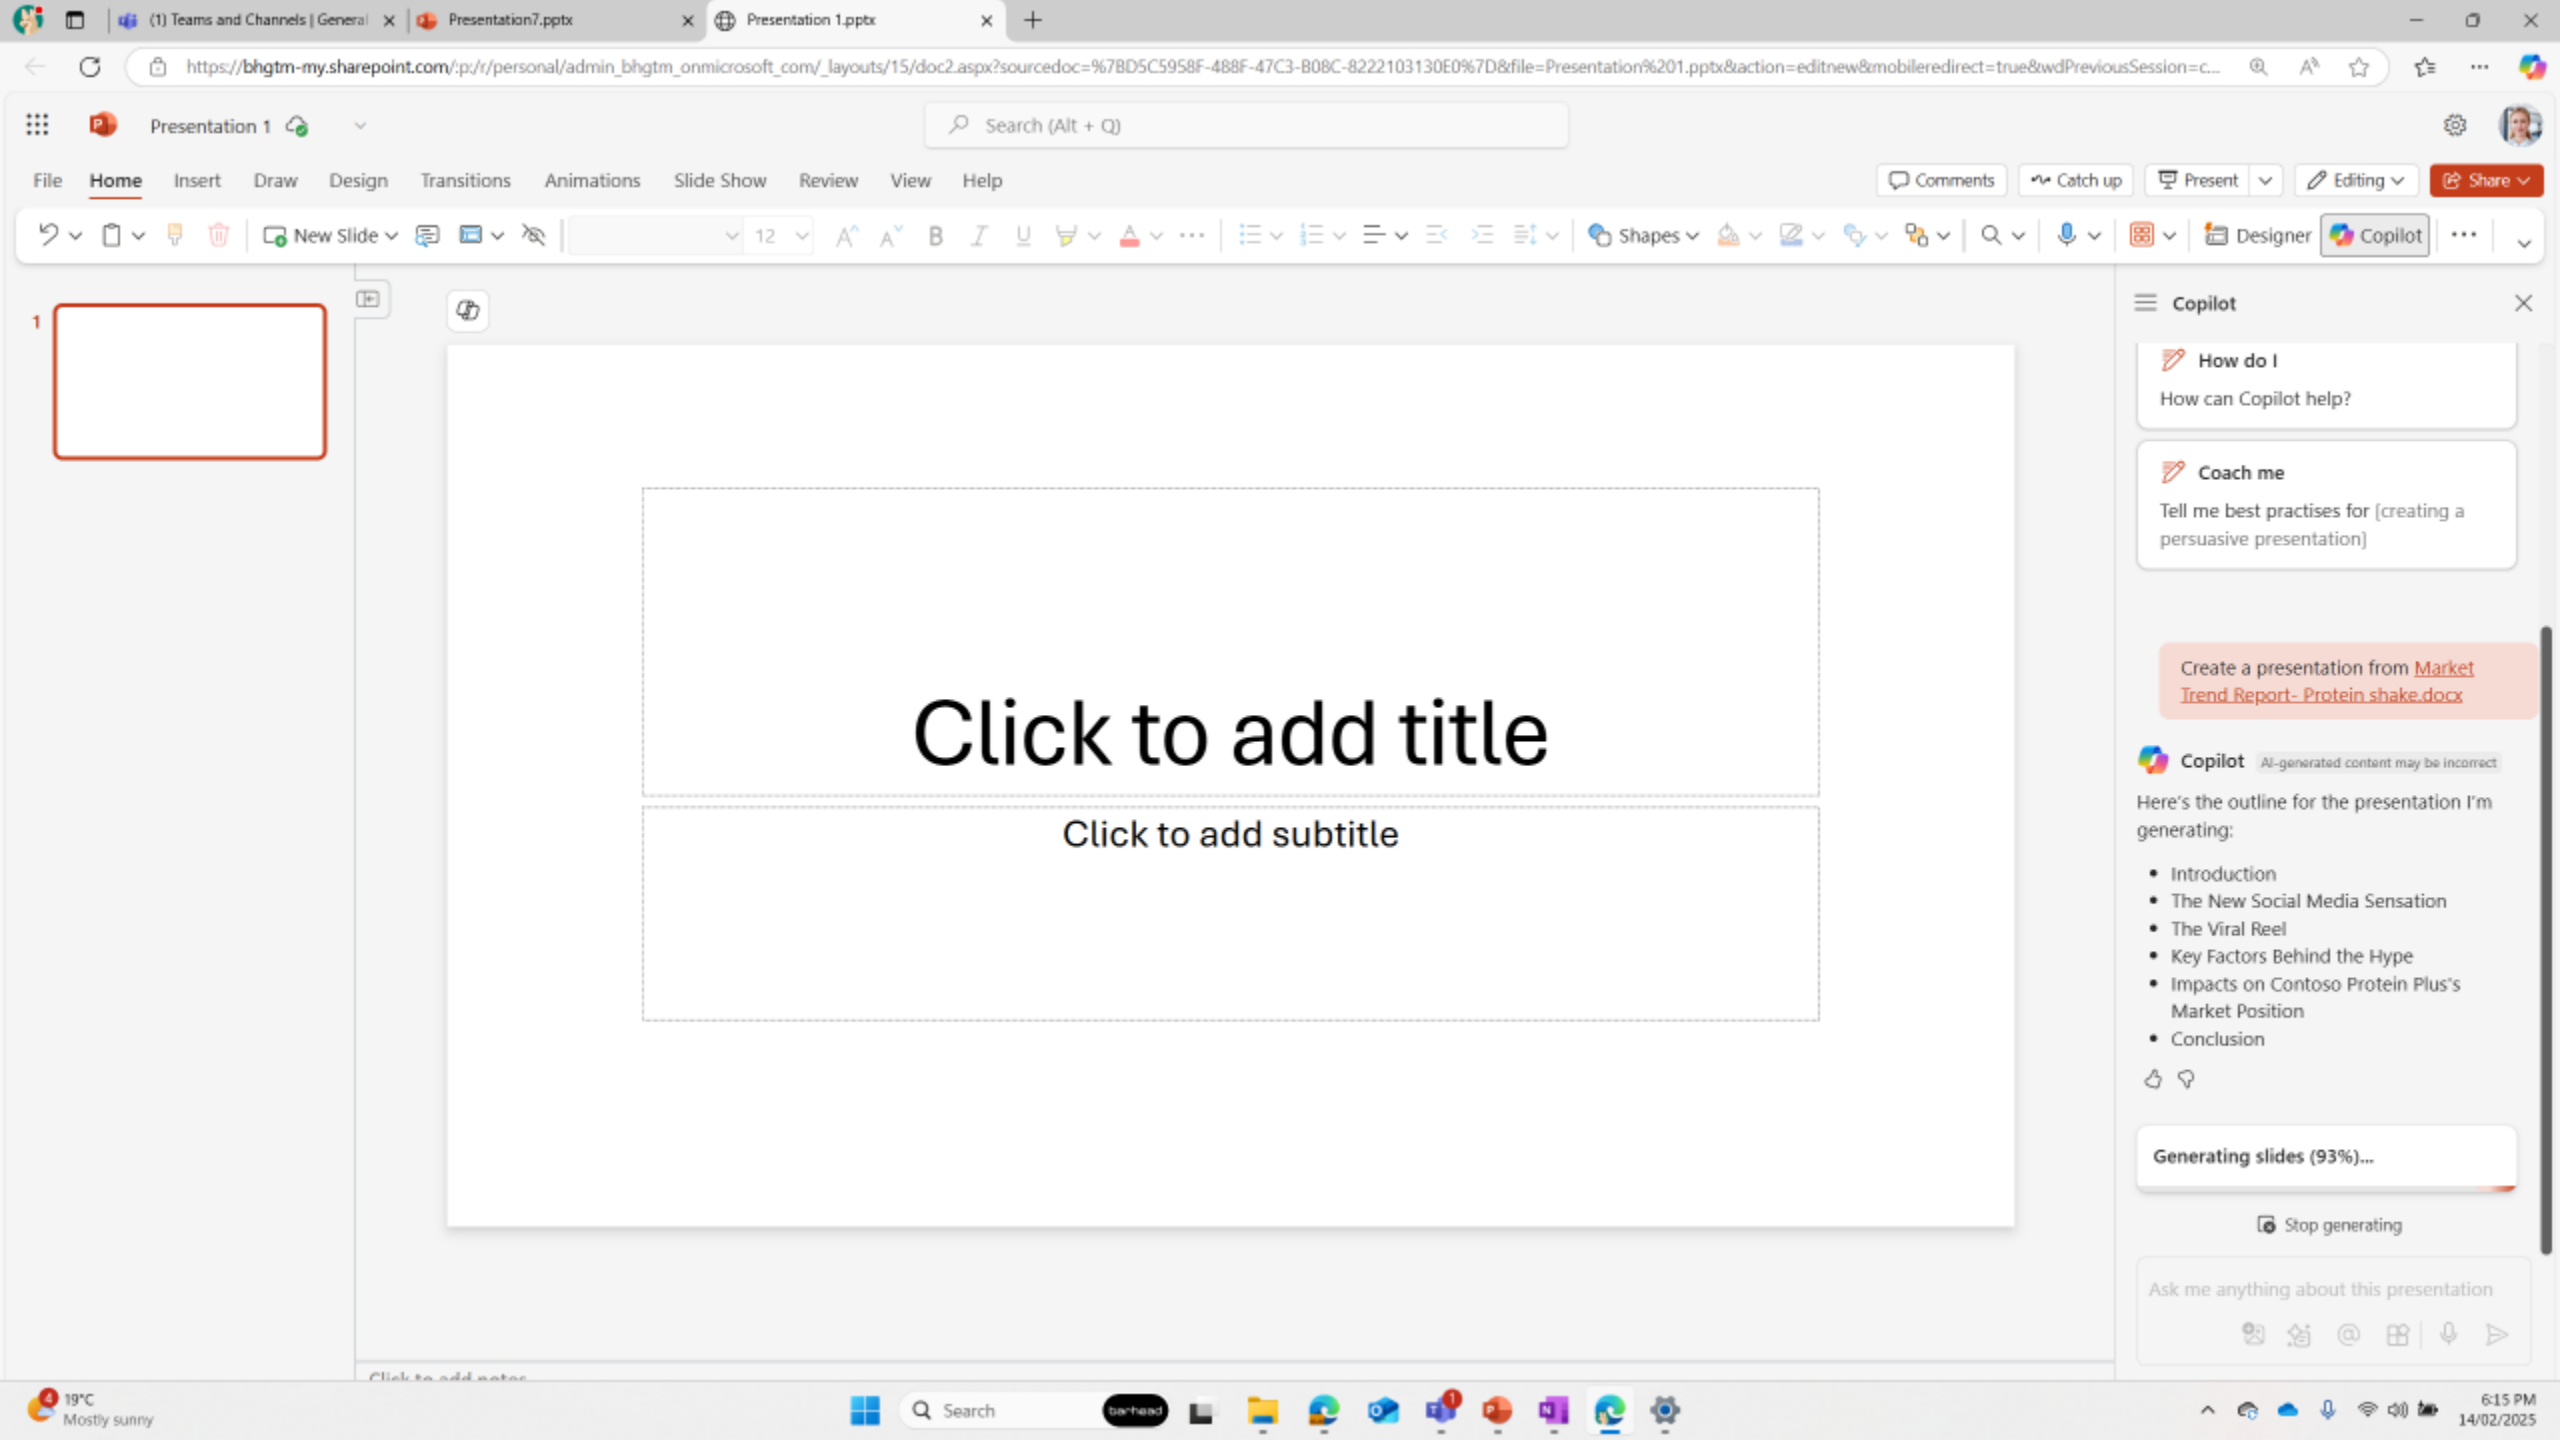 (1) Teams and Channels | General
Presentation7.pptx
Presentation 1.pptx
https://bhgtm-my.sharepoint.com/:p:/r/personal/admin_bhgtm_onmicrosoft_com/_layouts/15/doc2.aspx?sourcedoc=%7BD5C5958F-488F-47C3-B08C-8222103130E0%7D&file=Presentation%201.pptx&action=editnew&mobileredirect=true&wdPreviousSession=c...
Presentation 1
Search (Alt + Q)
File Home Insert Draw Design Transitions Animations Slide Show Review View Help
Comments Catch up Present Editing Share
New Slide 12 Shapes Designer Copilot
1
Click to add title
Click to add subtitle
Click to add notes
Copilot
How do I
How can Copilot help?
Coach me
Tell me best practises for [creating a
persuasive presentation]
Create a presentation from Market
Trend Report- Protein shake.docx
Copilot AI-generated content may be incorrect
Here's the outline for the presentation I'm
generating:
• Introduction
• The New Social Media Sensation
• The Viral Reel
• Key Factors Behind the Hype
• Impacts on Contoso Protein Plus's
Market Position
• Conclusion
Generating slides (93%)...
Stop generating
Ask me anything about this presentation
4
19°C
Mostly sunny
Search
barhead
1
6:15 PM
14/02/2025